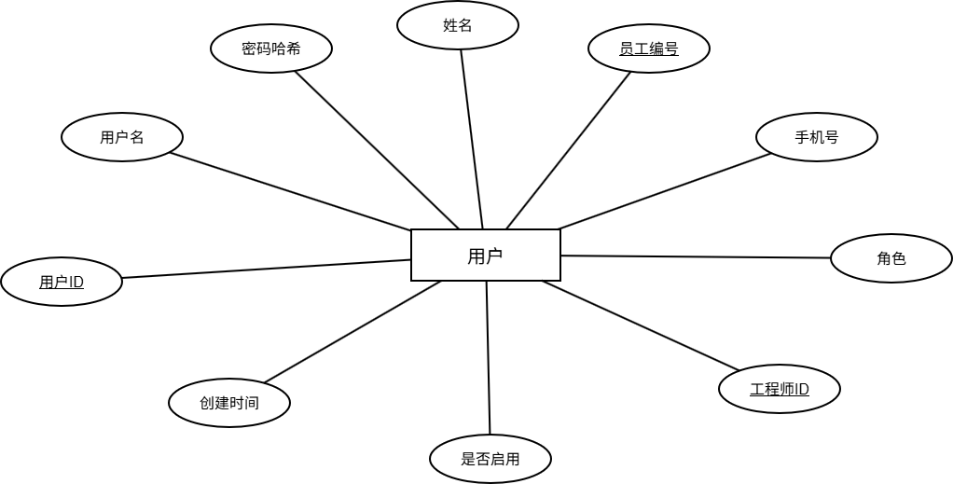 姓名
密码哈希
员工编号
用户名
手机号
用户
角色
用户ID
工程师ID
创建时间
是否启用